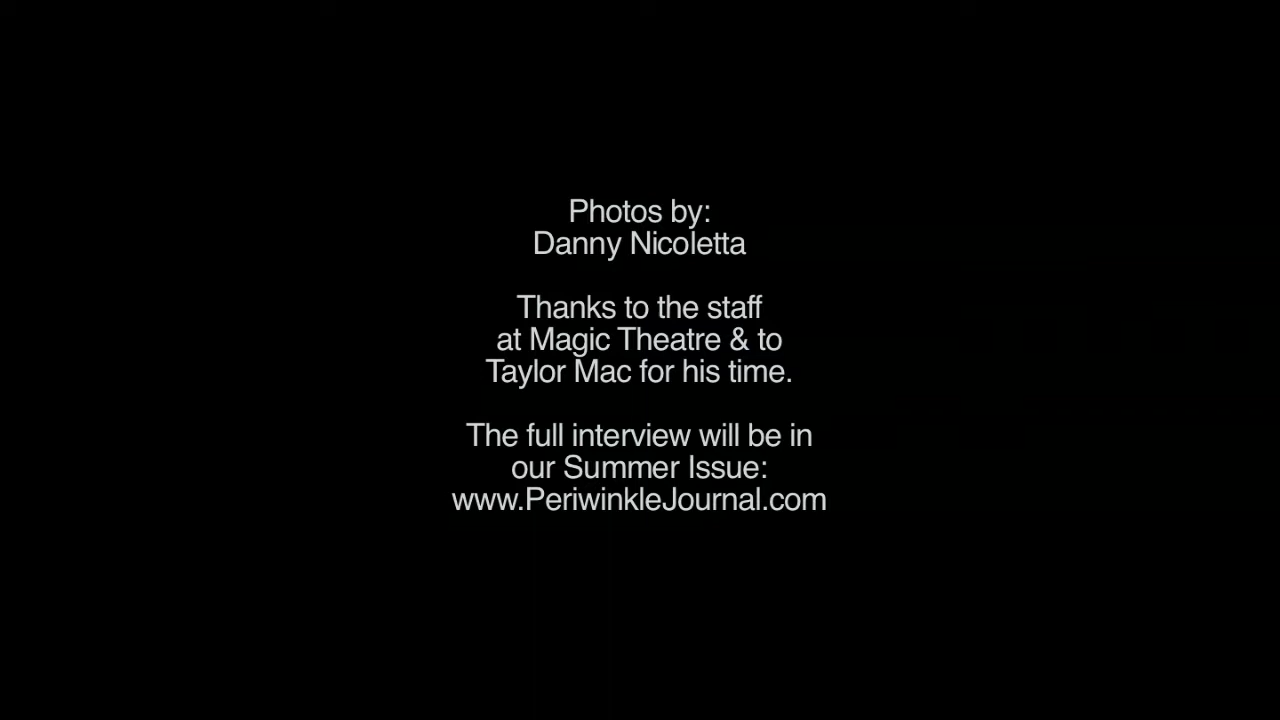 Photos by:
Danny Nicoletta
Thanks to the staff
at Magic Theatre & to
Taylor Mac for his time.
The full interview will be in
our Summer Issue:
www.PeriwinkleJournal.com